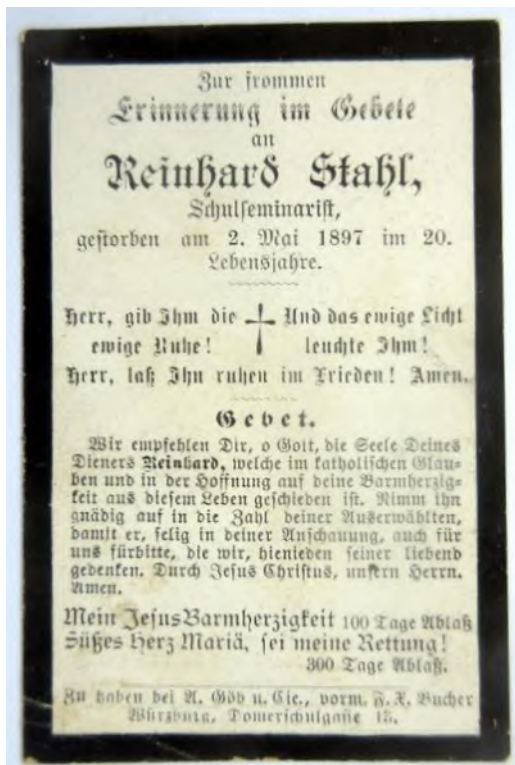 Zur frommen
Erinnerung im Gebete
an
Reinhard Stahl,
Schulseminarist,
gestorben am 2. Mai 1897 im 20.
Lebensjahre.
Herr, gib Ihm die Und das ewige Licht
ewige Ruhe! leuchte Ihm!
Herr, laß Ihn ruhen im Frieden! Amen.
Gebet.
Wir empfehlen Dir, o Gott, die Seele Deines
Dieners Reinhard, welche im katholischen Glau-
ben und in der Hoffnung auf deine Barmherzig-
keit aus diesem Leben geschieden ist. Nimm ihn
gnädig auf in die Zahl deiner Auserwählten,
damit er, selig in deiner Anschauung, auch für
uns fürbitte, die wir, hienieden seiner liebend
gedenken. Durch Jesus Christus, unsern Herrn.
Amen.
Mein Jesus Barmherzigkeit 100 Tage Ablaß
Süßes Herz Mariä, sei meine Rettung!
300 Tage Ablaß.
Zu haben bei A. Göb u. Cie., vorm. F. X. Bucher
Würzburg, Domerschulgasse 13.